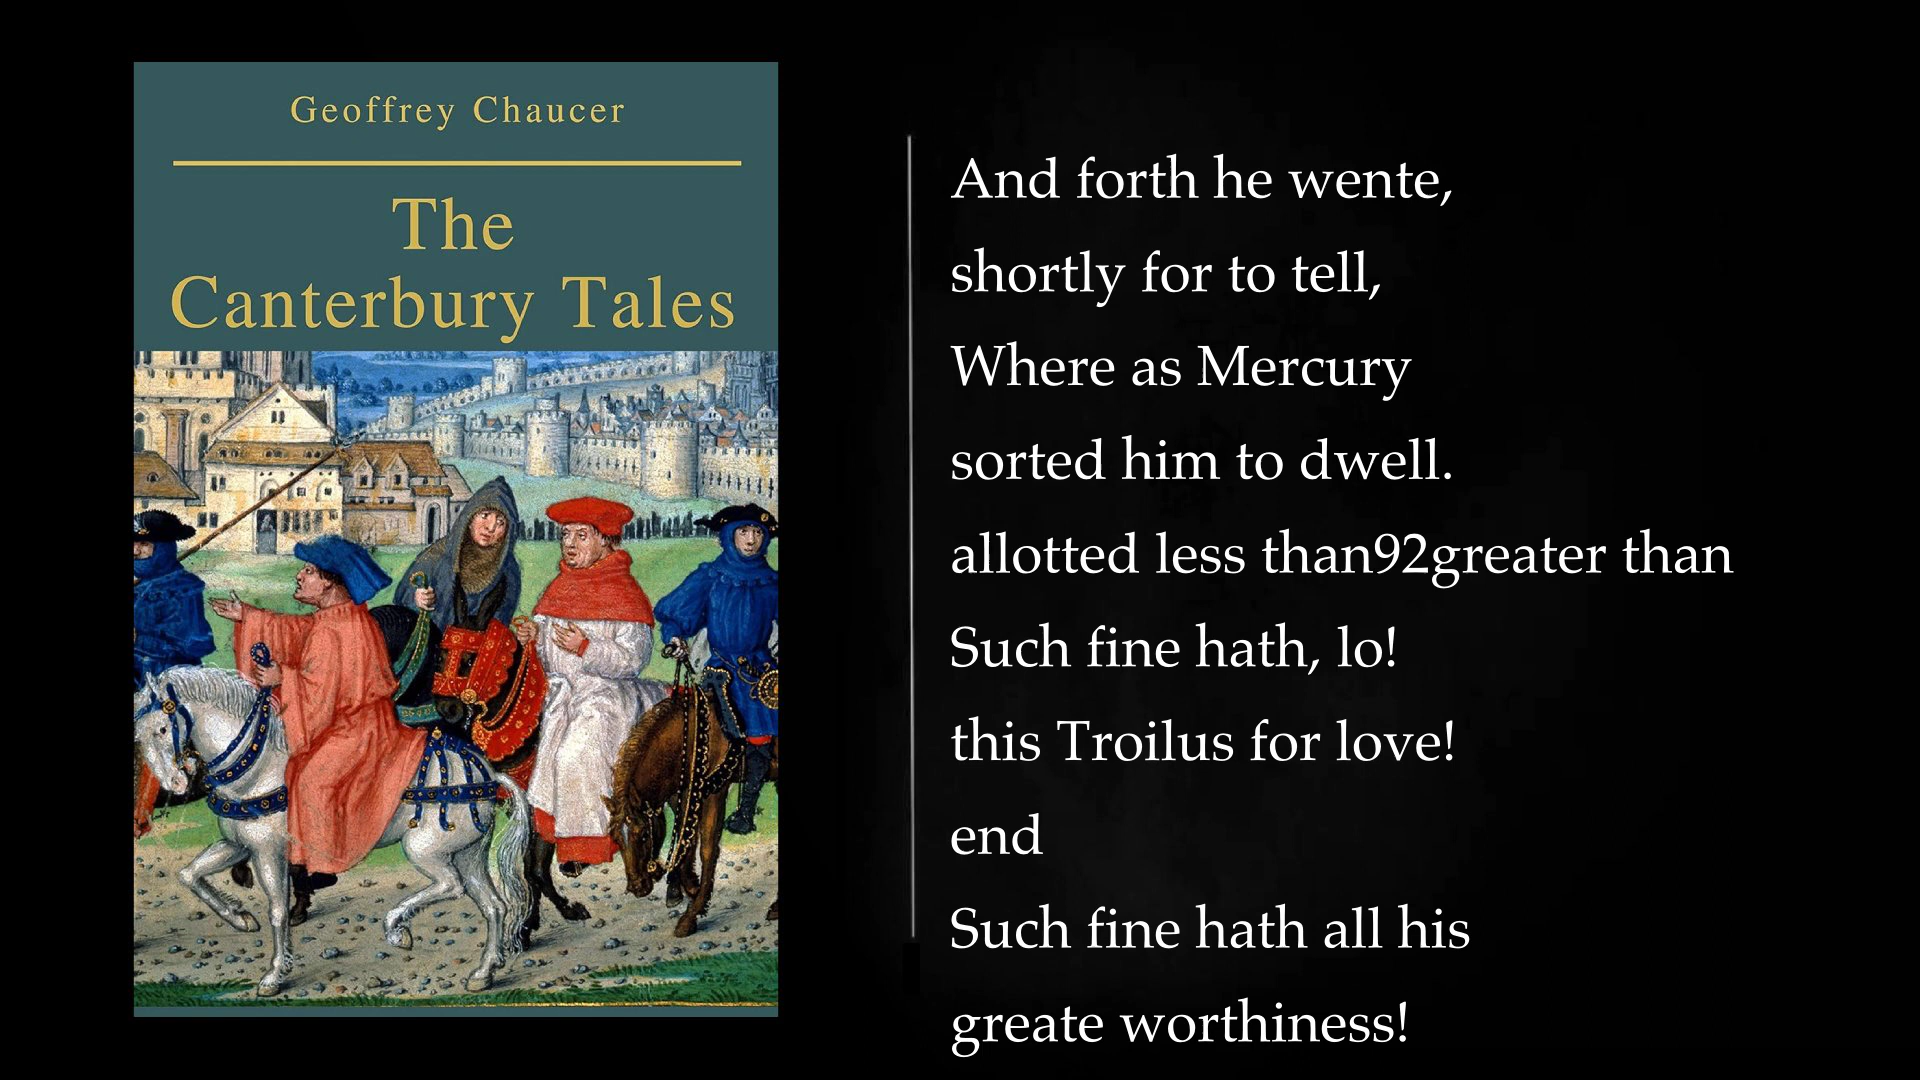 Geoffrey Chaucer
The
Canterbury Tales
And forth he wente,
shortly for to tell,
Where as Mercury
sorted him to dwell.
allotted less than92greater than
Such fine hath, lo!
this Troilus for love!
end
Such fine hath all his
greate worthiness!